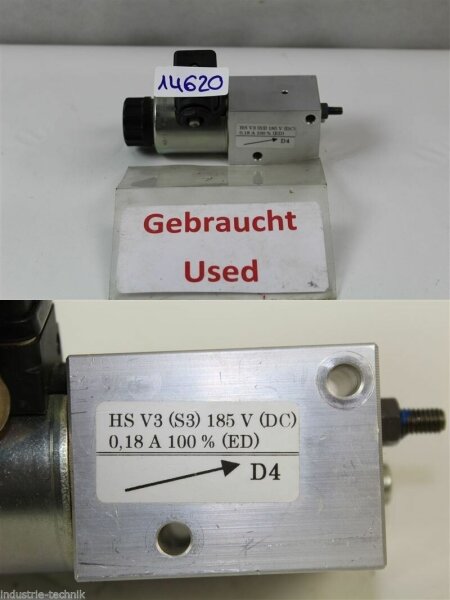 14620
HS V3 (S3) 185 V (DC)
0,18 A 100 % (ED)
D4
Gebraucht
Used
HS V3 (S3) 185 V (DC)
0,18 A 100 % (ED)
D4
industrie-technik